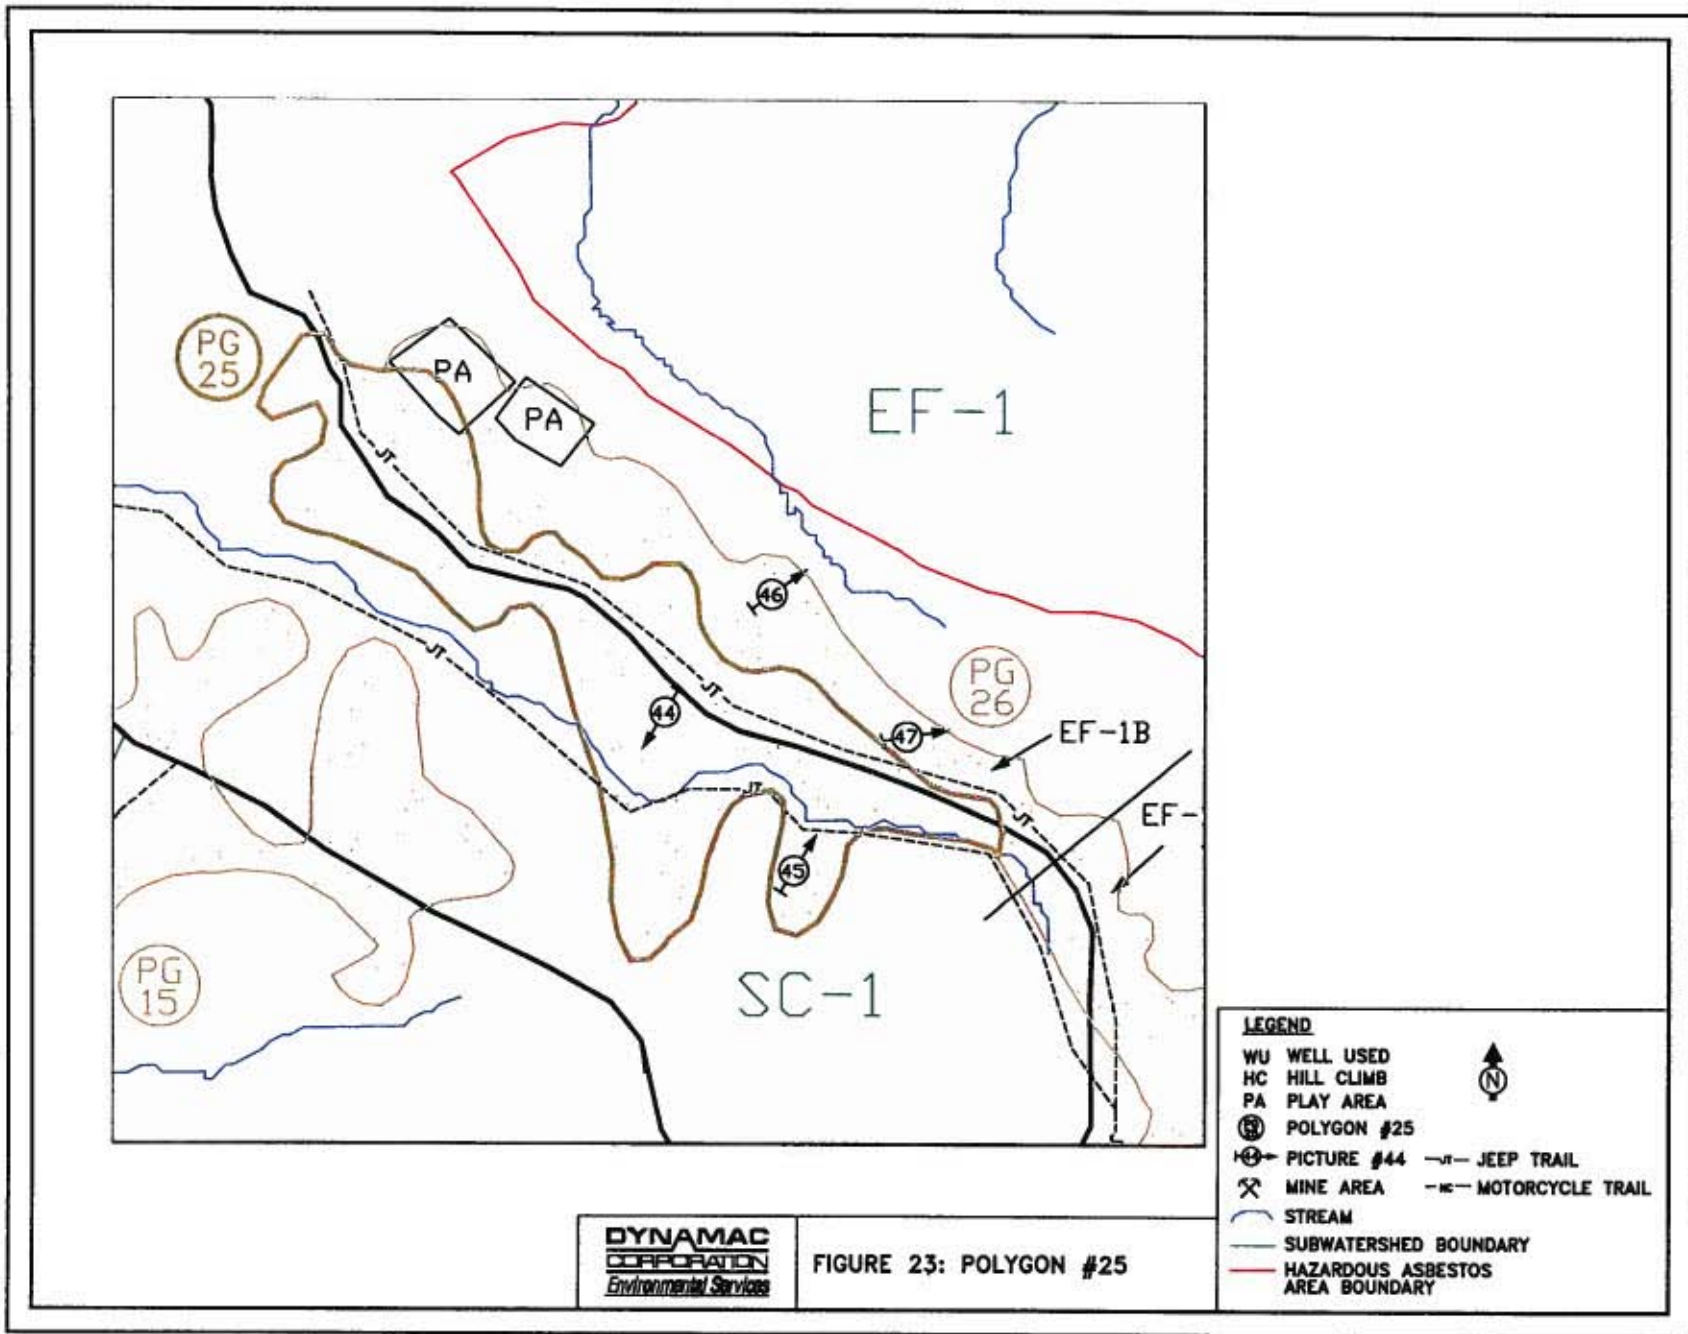 PG
25
PA
PA
EF-1
JT
46
PG
26
JT
JT
44
47
EF-1B
JT
JT
EF-
45
SC-1
PG
15
LEGEND
WU WELL USED
HC HILL CLIMB
PA PLAY AREA
N
POLYGON #25
44 PICTURE #44 —JT— JEEP TRAIL
MINE AREA —MC— MOTORCYCLE TRAIL
STREAM
SUBWATERSHED BOUNDARY
HAZARDOUS ASBESTOS
AREA BOUNDARY
DYNAMAC
CORPORATION
Environmental Services
FIGURE 23: POLYGON #25